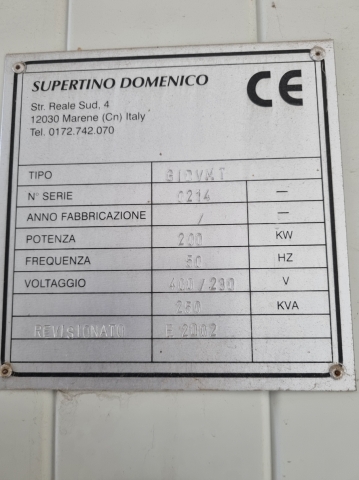 SUPERTINO DOMENICO
CE
Str. Reale Sud, 4
12030 Marene (Cn) Italy
Tel. 0172.742.070
TIPO
N° SERIE 0214 —
ANNO FABBRICAZIONE / —
POTENZA 200 KW
FREQUENZA 50 HZ
VOLTAGGIO 400/230 V
250 KVA
REVISIONATO 2002